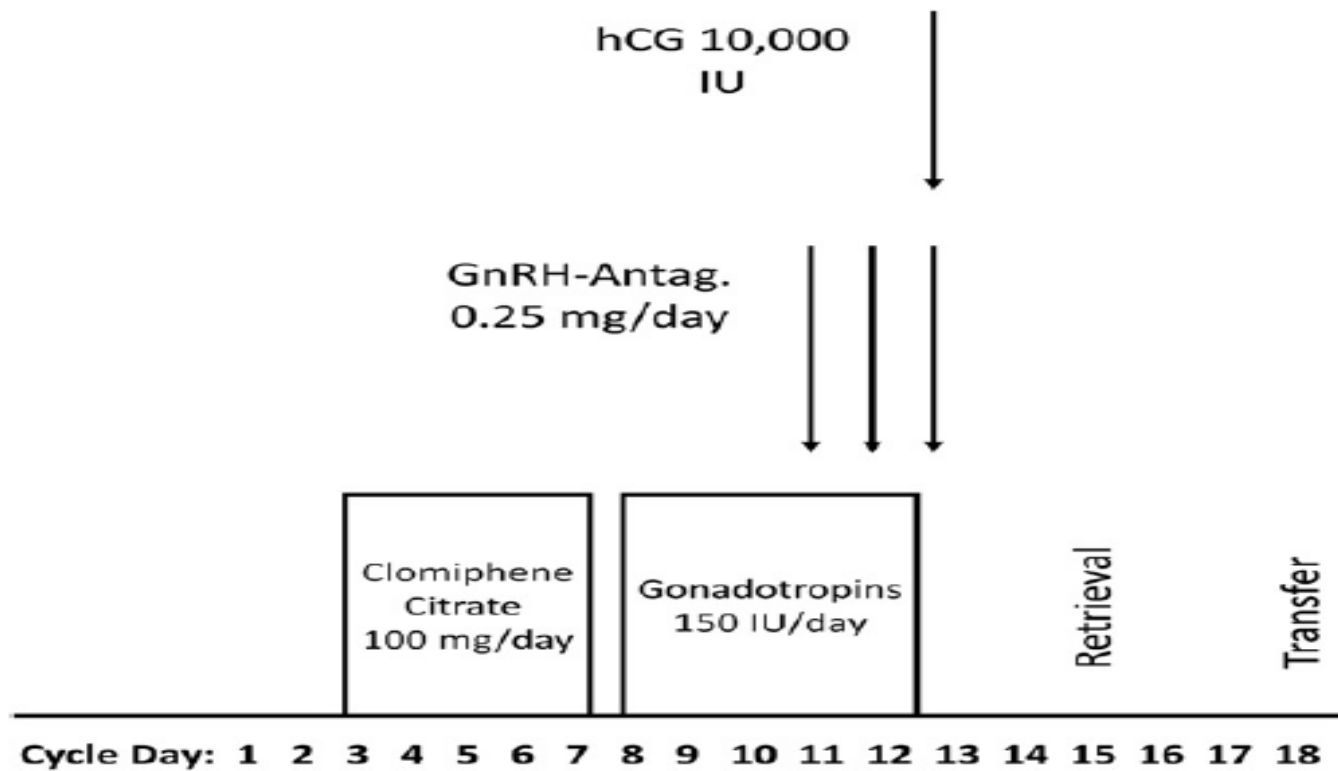 hCG 10,000
IU
GnRH-Antag.
0.25 mg/day
Clomiphene
Citrate
100 mg/day
Gonadotropins
150 IU/day
Retrieval
Transfer
Cycle Day: 1 2 3 4 5 6 7 8 9 10 11 12 13 14 15 16 17 18